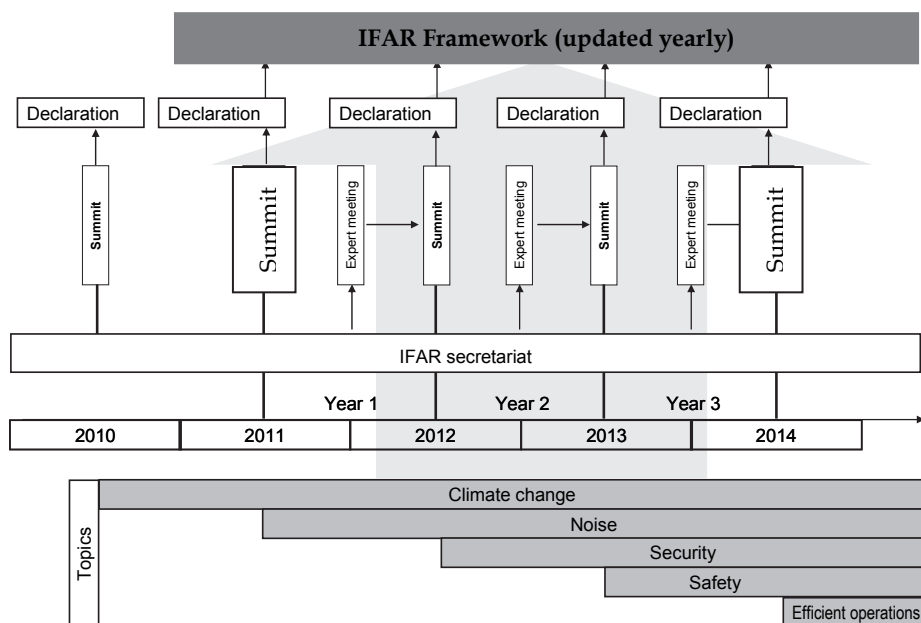 IFAR Framework (updated yearly)
Declaration
Declaration
Declaration
Declaration
Declaration
Summit
Summit
Expert meeting
Summit
Expert meeting
Summit
Expert meeting
Summit
IFAR secretariat
Year 1
Year 2
Year 3
2010
2011
2012
2013
2014
Topics
Climate change
Noise
Security
Safety
Efficient operations